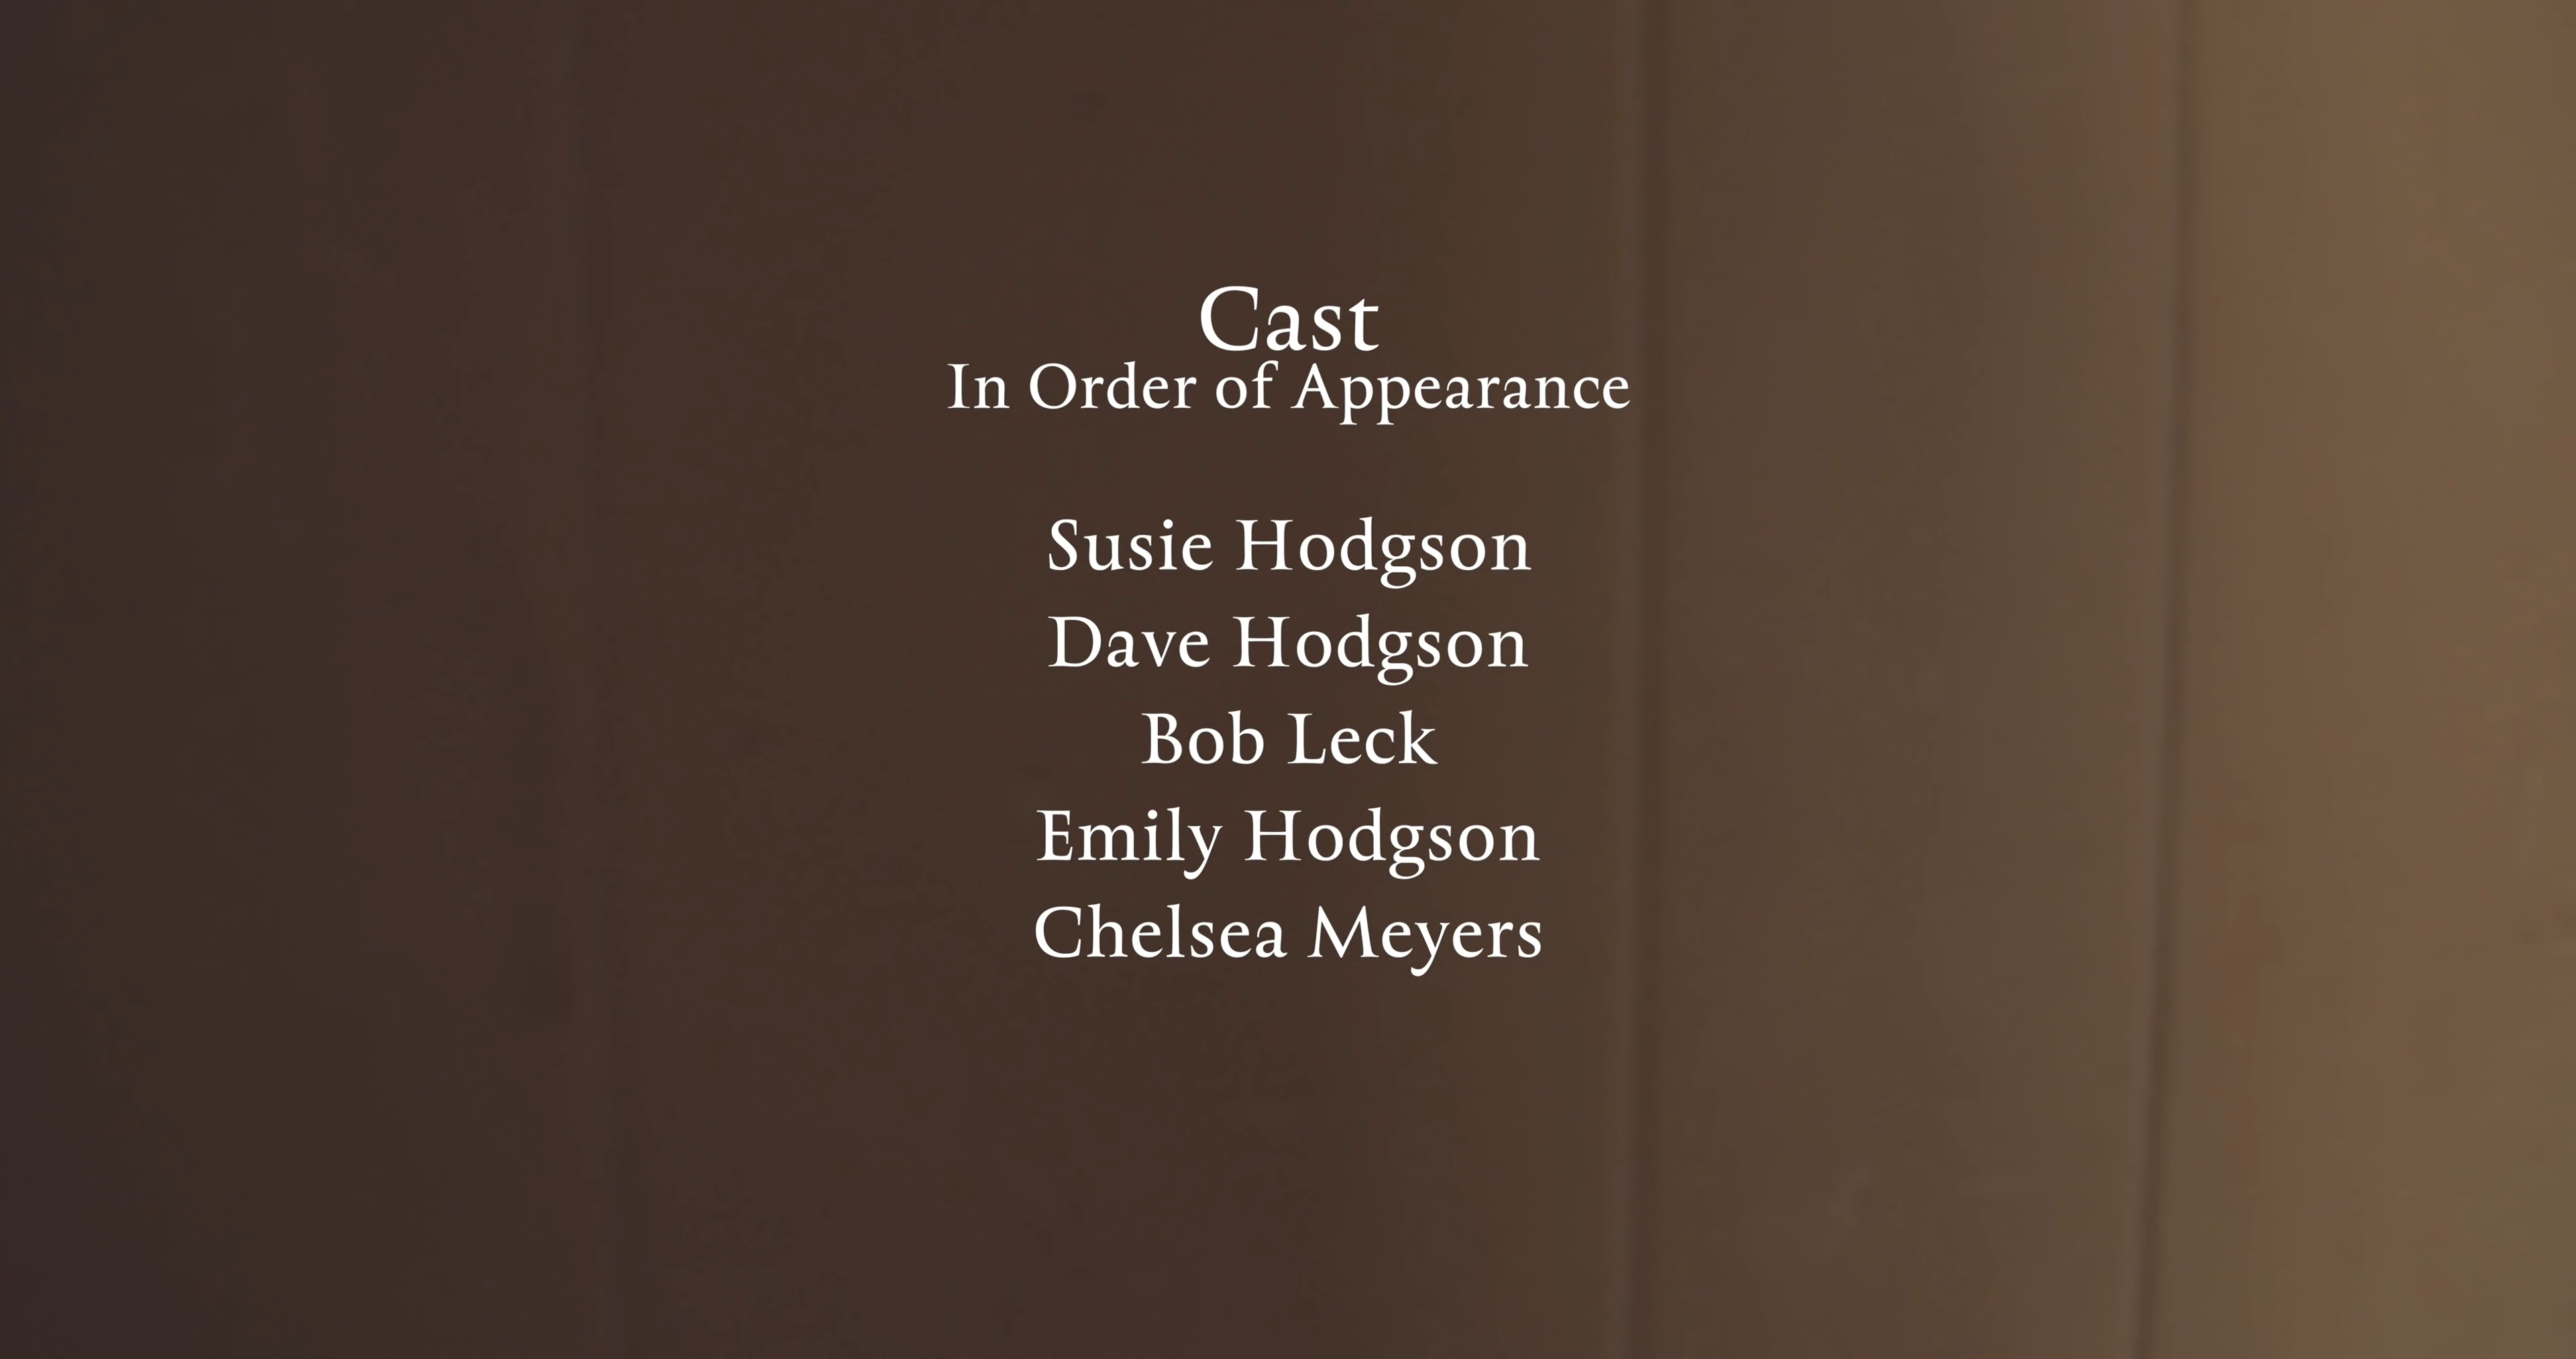 Cast
In Order of Appearance
Susie Hodgson
Dave Hodgson
Bob Leck
Emily Hodgson
Chelsea Meyers